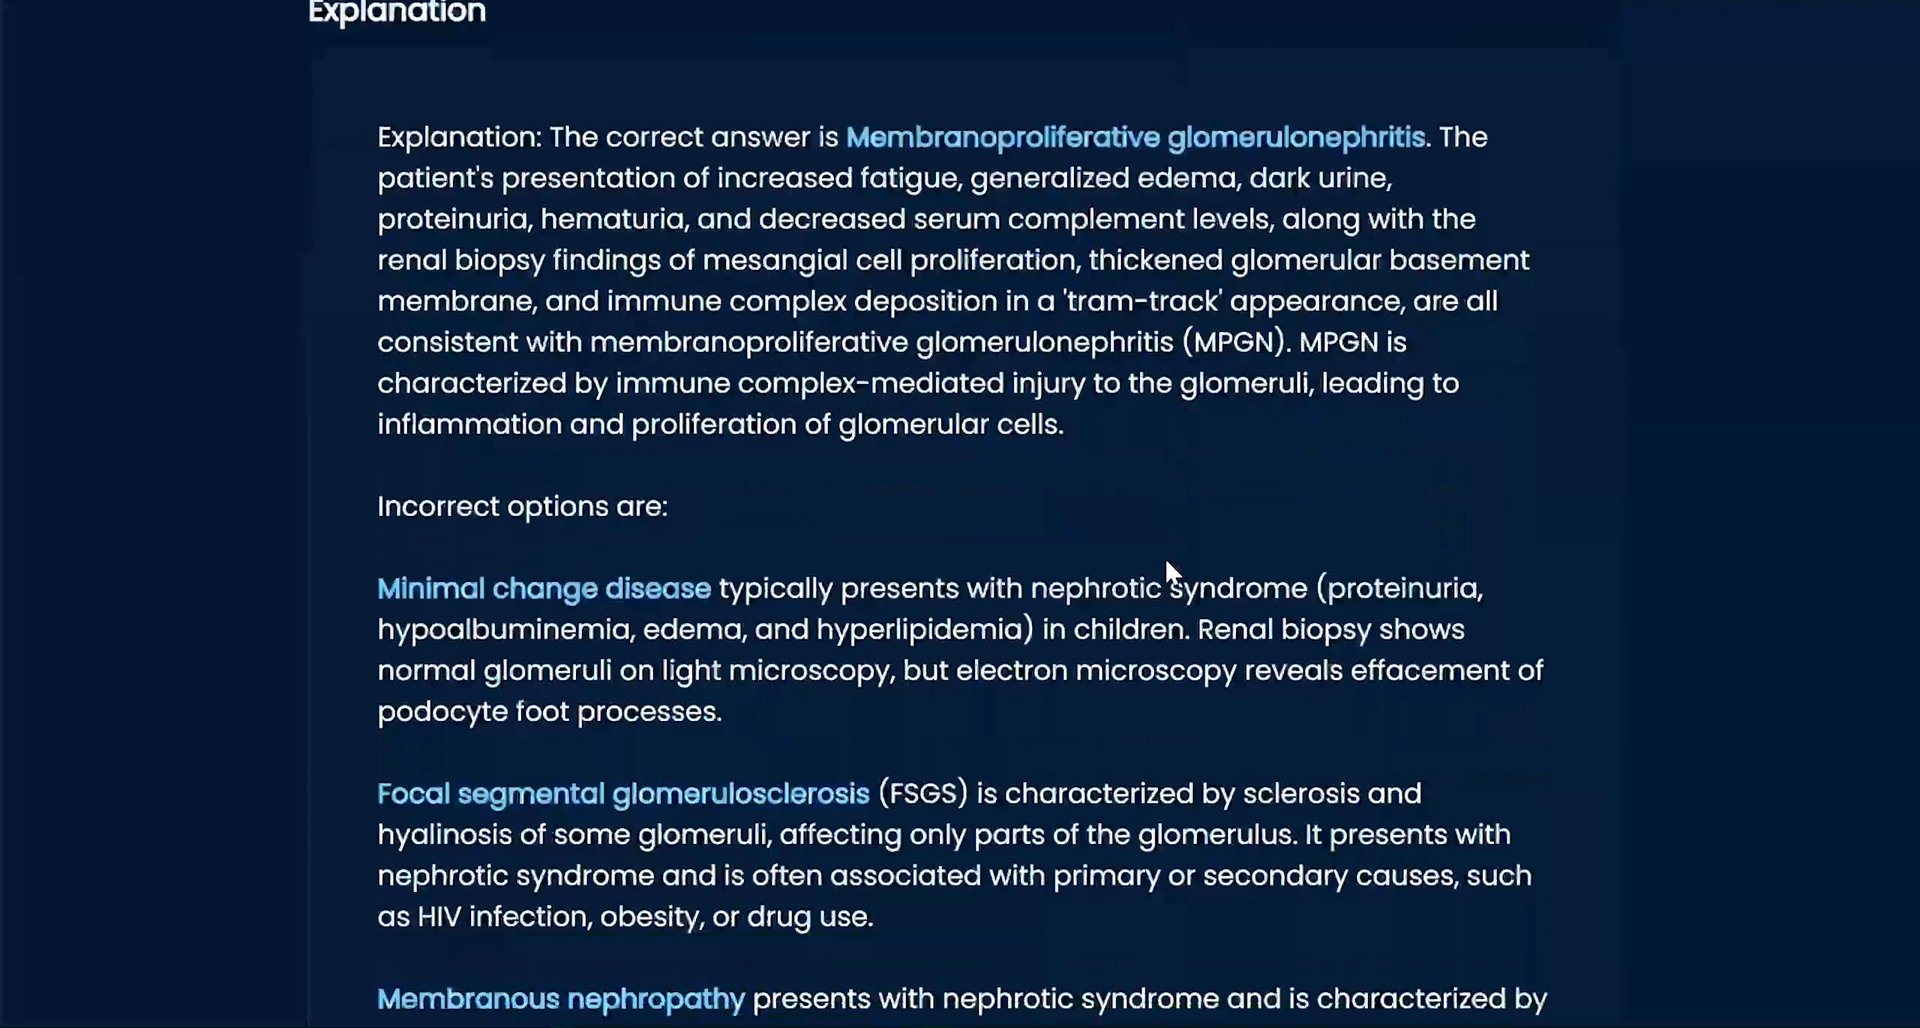 Explanation
Explanation: The correct answer is Membranoproliferative glomerulonephritis. The
patient's presentation of increased fatigue, generalized edema, dark urine,
proteinuria, hematuria, and decreased serum complement levels, along with the
renal biopsy findings of mesangial cell proliferation, thickened glomerular basement
membrane, and immune complex deposition in a 'tram-track' appearance, are all
consistent with membranoproliferative glomerulonephritis (MPGN). MPGN is
characterized by immune complex-mediated injury to the glomeruli, leading to
inflammation and proliferation of glomerular cells.
Incorrect options are:
Minimal change disease typically presents with nephrotic syndrome (proteinuria,
hypoalbuminemia, edema, and hyperlipidemia) in children. Renal biopsy shows
normal glomeruli on light microscopy, but electron microscopy reveals effacement of
podocyte foot processes.
Focal segmental glomerulosclerosis (FSGS) is characterized by sclerosis and
hyalinosis of some glomeruli, affecting only parts of the glomerulus. It presents with
nephrotic syndrome and is often associated with primary or secondary causes, such
as HIV infection, obesity, or drug use.
Membranous nephropathy presents with nephrotic syndrome and is characterized by